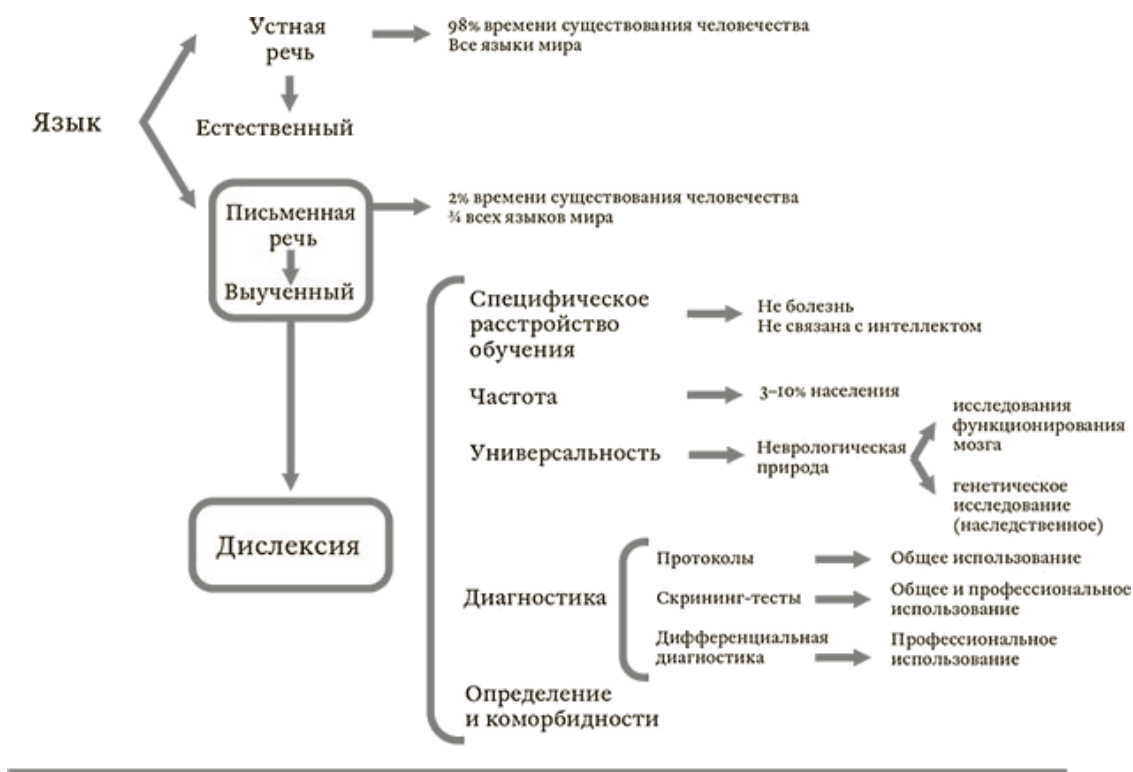 Устная
речь
98% времени существования человечества
Все языки мира
Язык
Естественный
Письменная
речь
Выученный
2% времени существования человечества
¾ всех языков мира
Дислексия
Специфическое
расстройство
обучения
Не болезнь
Не связана с интеллектом
Частота
3–10% населения
Универсальность
Неврологическая
природа
исследования
функционирования
мозга
генетическое
исследование
(наследственное)
Диагностика
Протоколы
Общее использование
Скрининг-тесты
Общее и профессиональное
использование
Дифференциальная
диагностика
Профессиональное
использование
Определение
и коморбидности